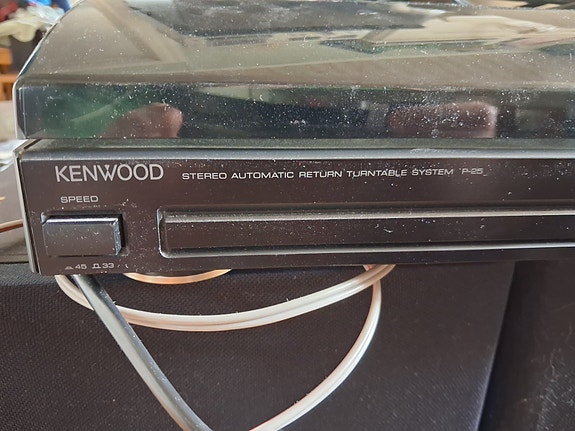 KENWOOD STEREO AUTOMATIC RETURN TURNTABLE SYSTEM P-25
SPEED
45 33